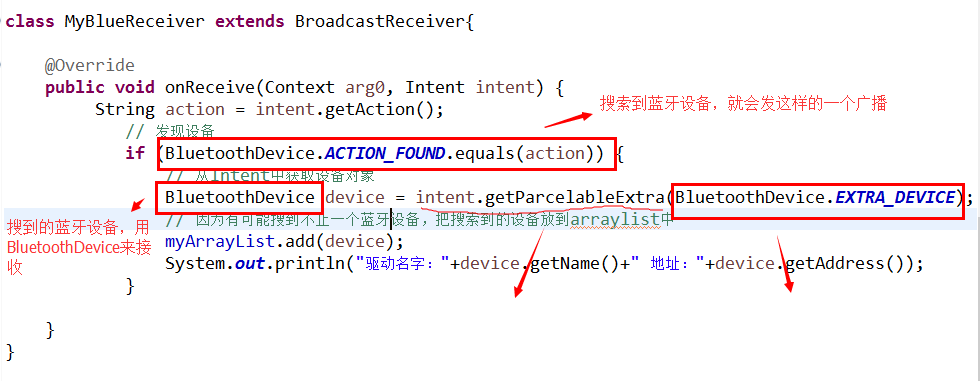 class MyBlueReceiver extends BroadcastReceiver{
@Override
public void onReceive(Context arg0, Intent intent) {
String action = intent.getAction();
搜索到蓝牙设备，就会发这样的一个广播
// 发现设备
if (BluetoothDevice.ACTION_FOUND.equals(action)) {
// 从Intent中获取设备对象
BluetoothDevice device = intent.getParcelableExtra(BluetoothDevice.EXTRA_DEVICE);
// 因为有可能搜到不止一个蓝牙设备，把搜索到的设备放到arraylist中
搜到的蓝牙设备，用
BluetoothDevice来接
收
myArrayList.add(device);
System.out.println("驱动名字："+device.getName()+" 地址："+device.getAddress());
}
}
}